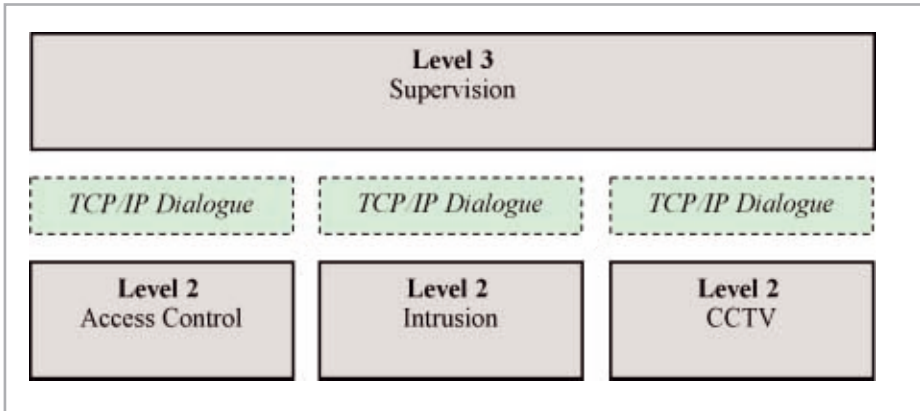 Level 3
Supervision
TCP/IP Dialogue
TCP/IP Dialogue
TCP/IP Dialogue
Level 2
Access Control
Level 2
Intrusion
Level 2
CCTV